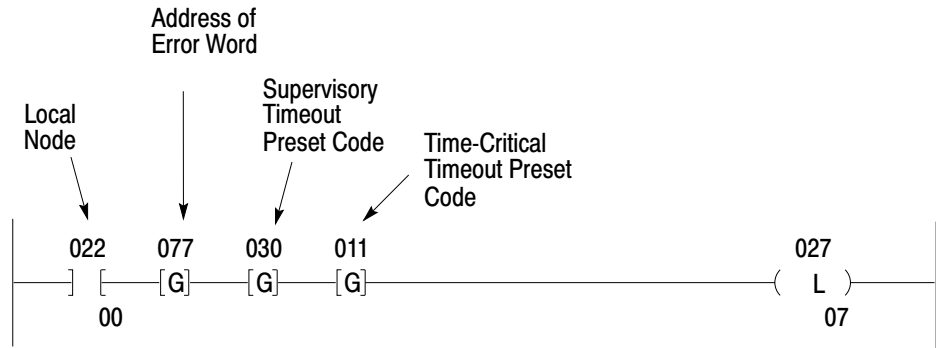 Address of
Error Word
Supervisory
Timeout
Preset Code
Local
Node
Time-Critical
Timeout Preset
Code
022 077 030 011 027
] [ [G] [G] [G] ( L )
00 07